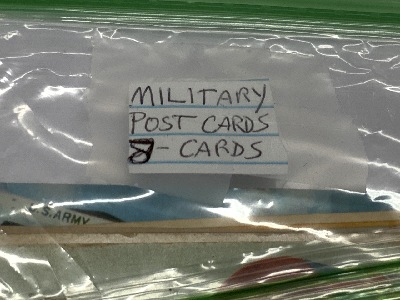 MILITARY
POST CARDS
8 - CARDS
U.S. ARMY